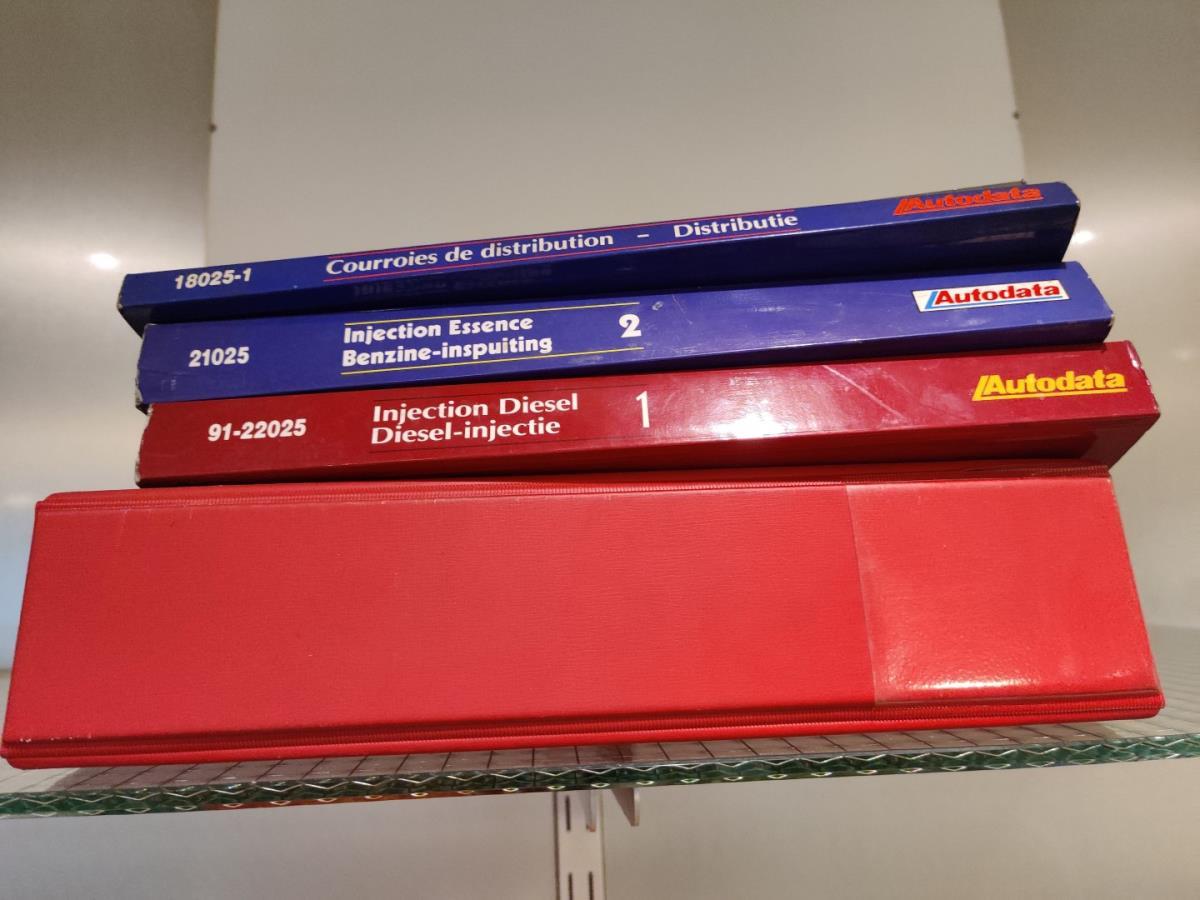 18025-1 Courroies de distribution - Distributie Autodata
21025 Injection Essence 2 Autodata
Benzine-inspuiting
91-22025 Injection Diesel 1 Autodata
Diesel-injectie